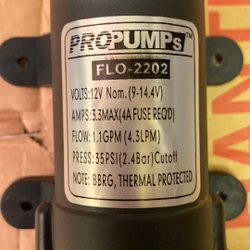 PROPUMPs™
FLO-2202
VOLTS:12V Nom.(9-14.4V)
AMPS:3.3MAX(4A FUSE REQ'D)
FLOW:1.1GPM (4.3LPM)
PRESS:35PSI(2.4Bar)Cutoff
NOTE: BBRG, THERMAL PROTECTED